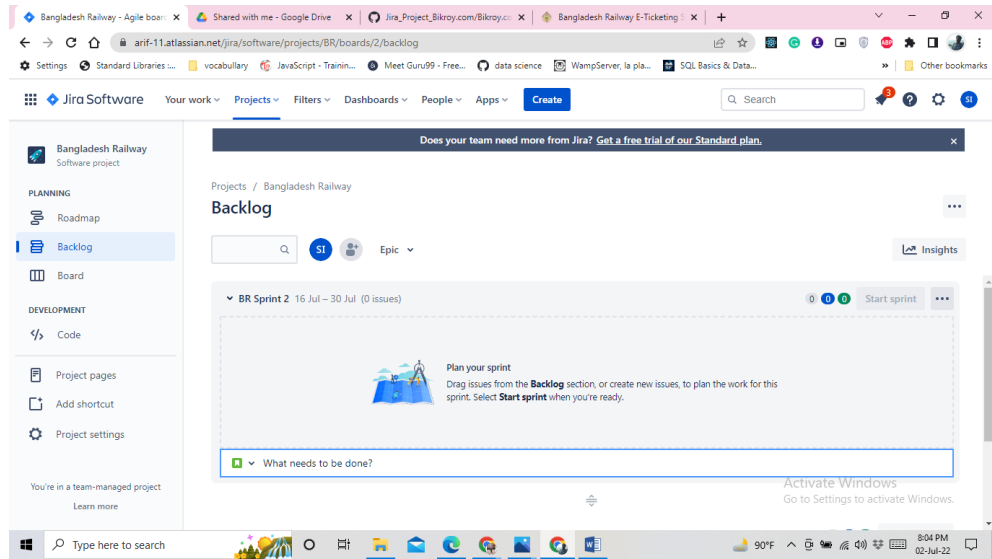 Bangladesh Railway - Agile board
Shared with me - Google Drive
Jira_Project_Bikroy.com/Bikroy.co
Bangladesh Railway E-Ticketing S
arif-11.atlassian.net/jira/software/projects/BR/boards/2/backlog
Settings
Standard Libraries :...
vocabullary
JavaScript - Trainin...
Meet Guru99 - Free...
data science
WampServer, la pla...
SQL Basics & Data...
Other bookmarks
Jira Software
Your work
Projects
Filters
Dashboards
People
Apps
Create
Search
3
SI
Bangladesh Railway
Software project
Does your team need more from Jira? Get a free trial of our Standard plan.
PLANNING
Roadmap
Backlog
Board
DEVELOPMENT
Code
Project pages
Add shortcut
Project settings
You're in a team-managed project
Learn more
Projects / Bangladesh Railway
Backlog
SI
Epic
Insights
BR Sprint 2 16 Jul – 30 Jul (0 issues)
0 0 0
Start sprint
Plan your sprint
Drag issues from the Backlog section, or create new issues, to plan the work for this
sprint. Select Start sprint when you're ready.
What needs to be done?
Activate Windows
Go to Settings to activate Windows.
Type here to search
90°F
8:04 PM
02-Jul-22